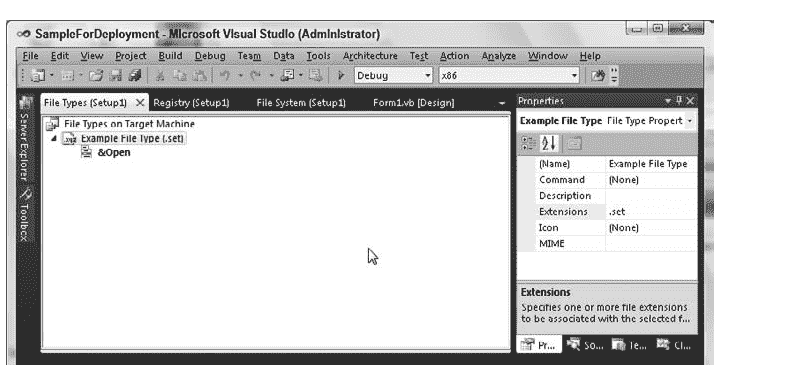 SampleForDeployment - Microsoft Visual Studio (Administrator)
File Edit View Project Build Debug Team Data Tools Architecture Test Action Analyze Window Help
Debug x86
File Types (Setup1) Registry (Setup1) File System (Setup1) Form1.vb [Design]
File Types on Target Machine
Example File Type (.set)
&Open
Server Explorer
Toolbox
Properties
Example File Type File Type Propert
(Name) Example File Type
Command (None)
Description
Extensions .set
Icon (None)
MIME
Extensions
Specifies one or more file extensions
to be associated with the selected f...
Pr... So... Te... Cl...